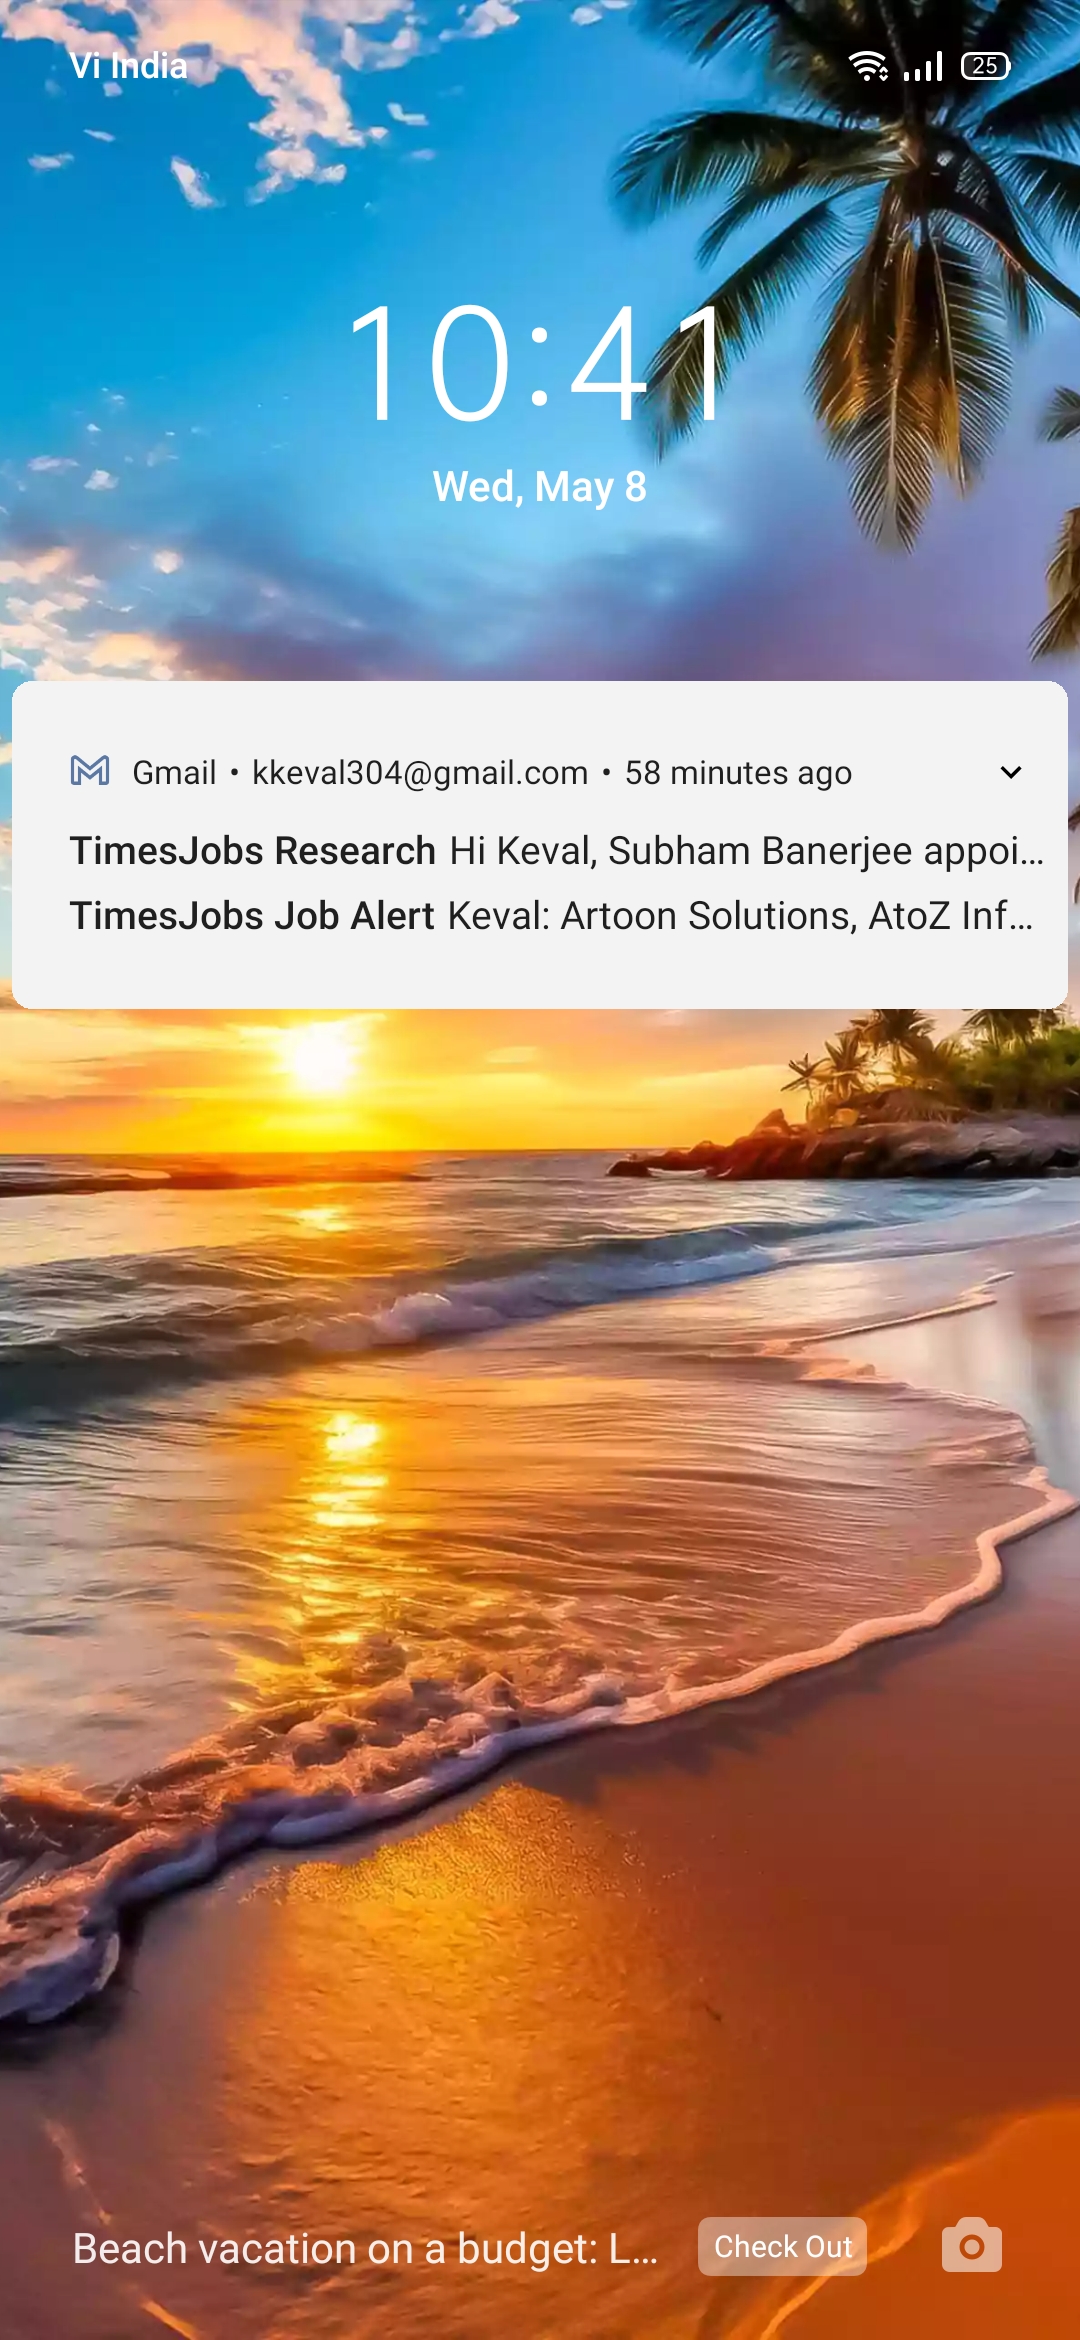 Vi India
25
10:41
Wed, May 8
Gmail • kkeval304@gmail.com • 58 minutes ago
TimesJobs Research Hi Keval, Subham Banerjee appoi...
TimesJobs Job Alert Keval: Artoon Solutions, AtoZ Inf...
Beach vacation on a budget: L... Check Out